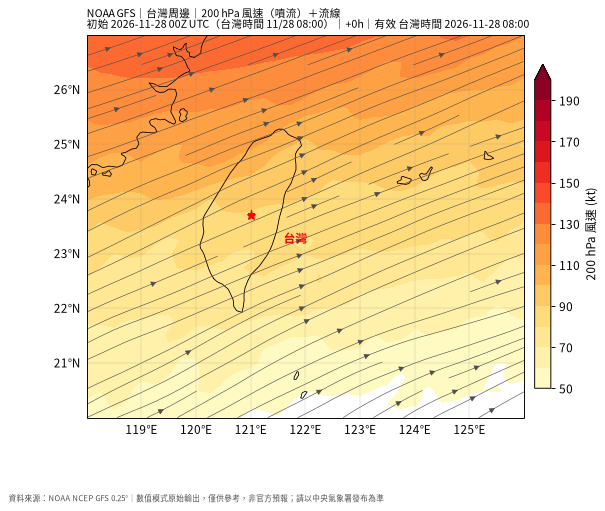 NOAA GFS｜台灣周邊｜200 hPa 風速（噴流）＋流線
初始 2026-11-28 00Z UTC（台灣時間 11/28 08:00）｜+0h｜有效 台灣時間 2026-11-28 08:00
26°N
25°N
24°N
23°N
22°N
21°N
119°E 120°E 121°E 122°E 123°E 124°E 125°E
台灣
190
170
150
130
110
90
70
50
200 hPa 風速 (kt)
資料來源：NOAA NCEP GFS 0.25°｜數值模式原始輸出，僅供參考，非官方預報；請以中央氣象署發布為準